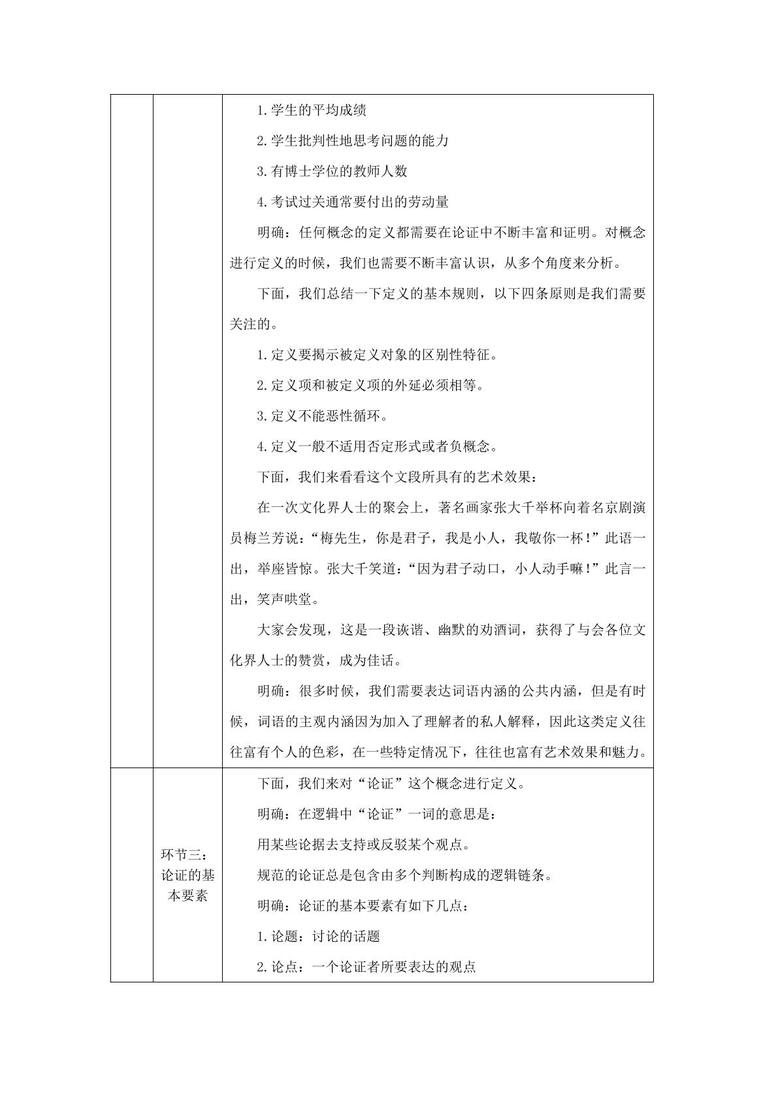 1.学生的平均成绩
2.学生批判性地思考问题的能力
3.有博士学位的教师人数
4.考试过关通常要付出的劳动量
明确：任何概念的定义都需要在论证中不断丰富和证明。对概念
进行定义的时候，我们也需要不断丰富认识，从多个角度来分析。
下面，我们总结一下定义的基本规则，以下四条原则是我们需要
关注的。
1.定义要揭示被定义对象的区别性特征。
2.定义项和被定义项的外延必须相等。
3.定义不能恶性循环。
4.定义一般不适用否定形式或者负概念。
下面，我们来看看这个文段所具有的艺术效果：
在一次文化界人士的聚会上，著名画家张大千举杯向着名京剧演
员梅兰芳说：“梅先生，你是君子，我是小人，我敬你一杯！”此语一
出，举座皆惊。张大千笑道：“因为君子动口，小人动手嘛！”此言一
出，笑声哄堂。
大家会发现，这是一段诙谐、幽默的劝酒词，获得了与会各位文
化界人士的赞赏，成为佳话。
明确：很多时候，我们需要表达词语内涵的公共内涵，但是有时
候，词语的主观内涵因为加入了理解者的私人解释，因此这类定义往
往富有个人的色彩，在一些特定情况下，往往也富有艺术效果和魅力。
环节三：
论证的基
本要素
下面，我们来对“论证”这个概念进行定义。
明确：在逻辑中“论证”一词的意思是：
用某些论据去支持或反驳某个观点。
规范的论证总是包含由多个判断构成的逻辑链条。
明确：论证的基本要素有如下几点：
1.论题：讨论的话题
2.论点：一个论证者所要表达的观点